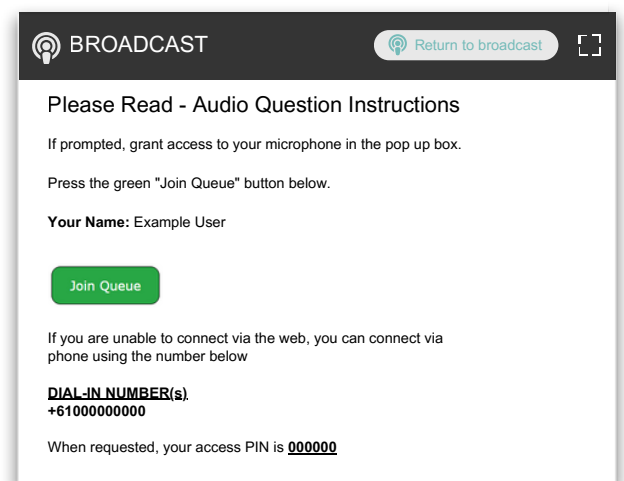 BROADCAST
Return to broadcast
Please Read - Audio Question Instructions
If prompted, grant access to your microphone in the pop up box.
Press the green "Join Queue" button below.
Your Name: Example User
Join Queue
If you are unable to connect via the web, you can connect via
phone using the number below
DIAL-IN NUMBER(s)
+61000000000
When requested, your access PIN is 000000